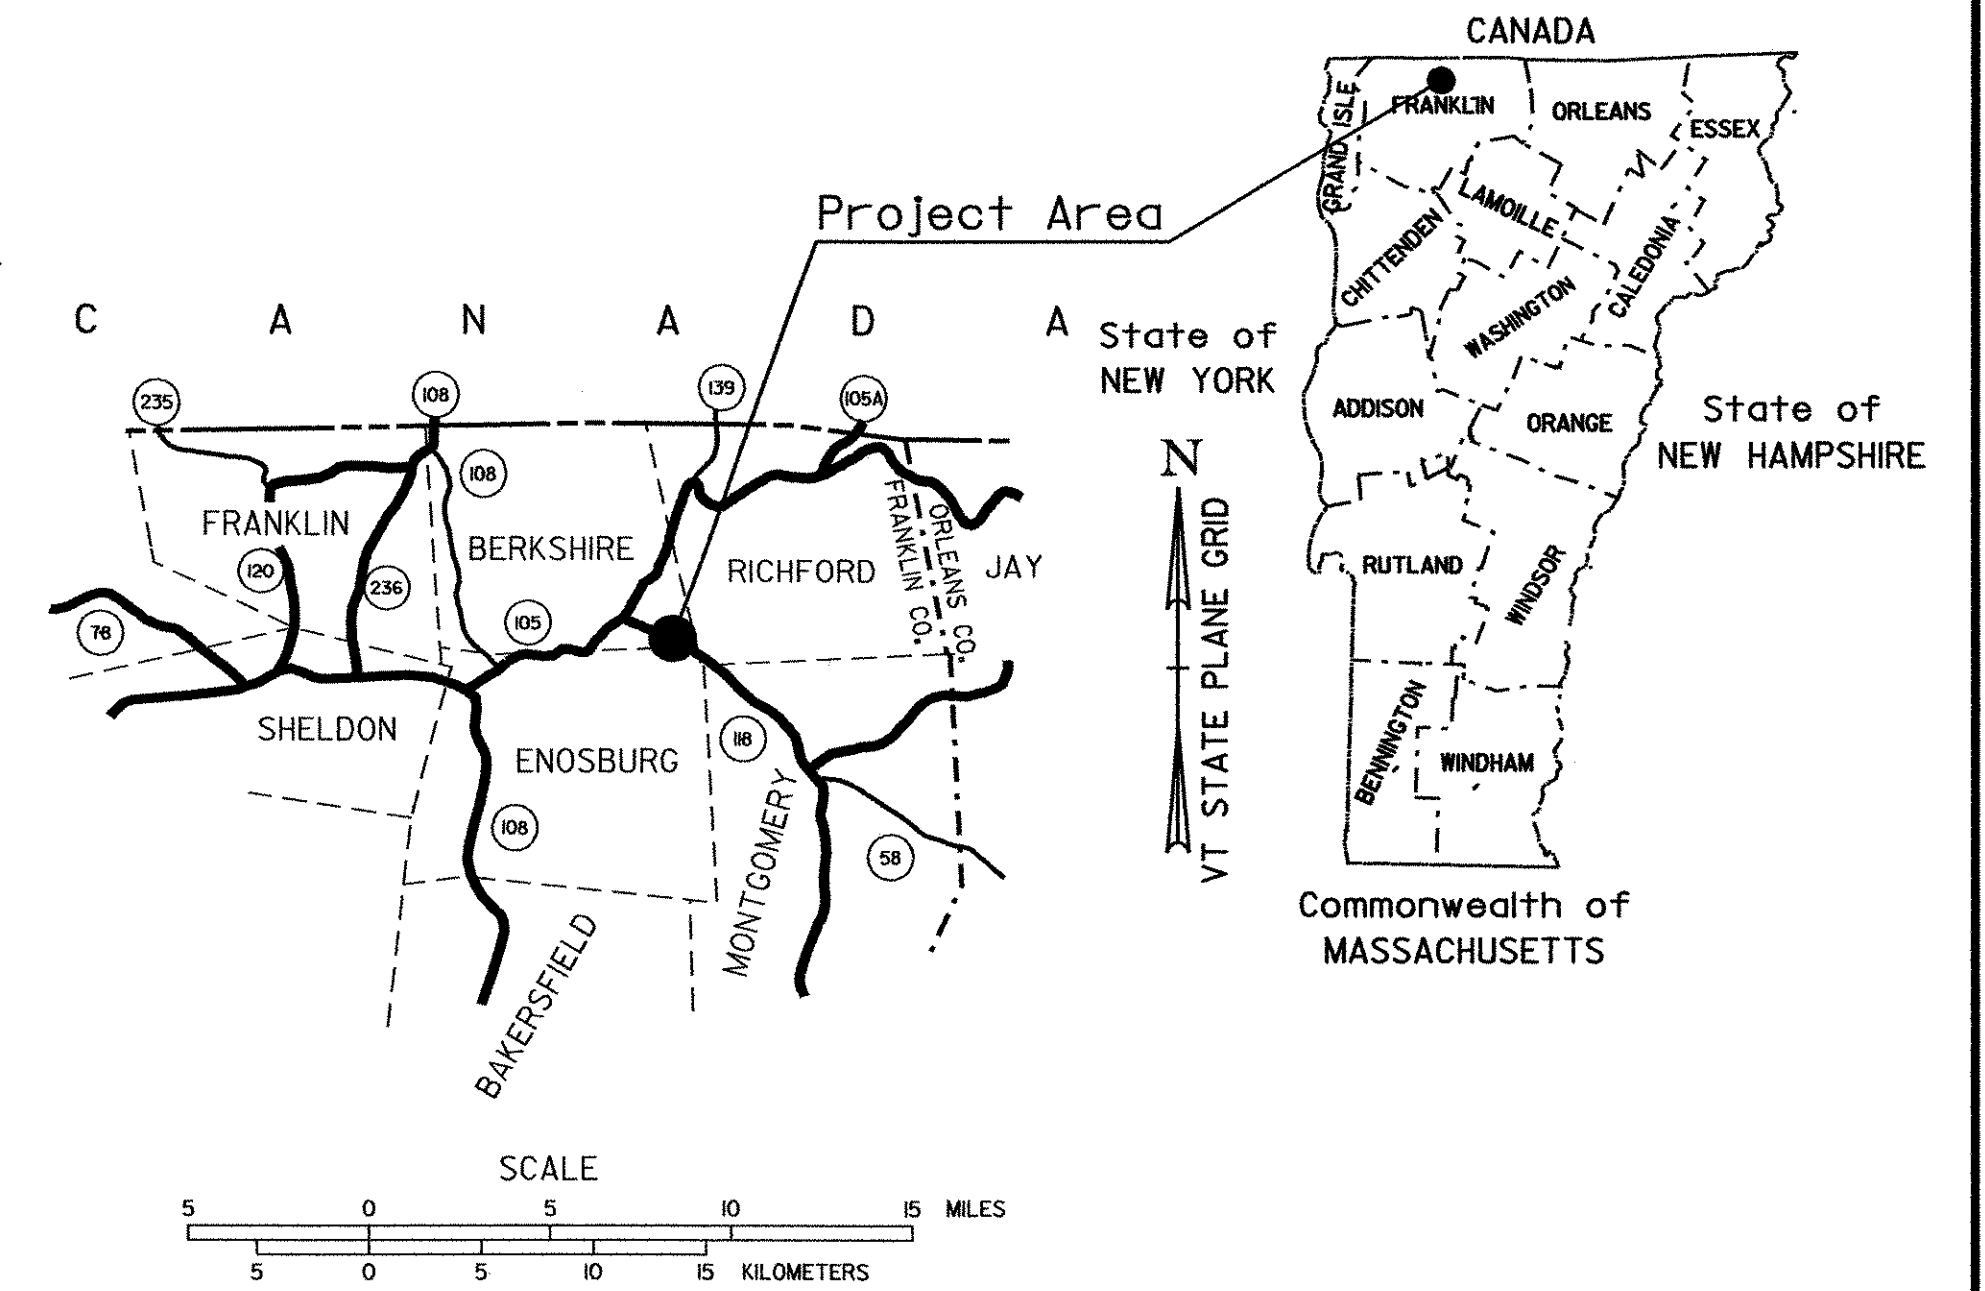 CANADA
GRAND ISLE
FRANKLIN
ORLEANS
ESSEX
LAMOILLE
CHITTENDEN
CALEDONIA
WASHINGTON
ADDISON
ORANGE
RUTLAND
WINDSOR
BENNINGTON
WINDHAM
State of
NEW YORK
State of
NEW HAMPSHIRE
Commonwealth of
MASSACHUSETTS
Project Area
C A N A D A
235
108
139
105A
108
FRANKLIN
BERKSHIRE
RICHFORD
FRANKLIN CO.
ORLEANS CO.
JAY
120
236
78
105
SHELDON
ENOSBURG
118
MONTGOMERY
108
58
BAKERSFIELD
N
VT STATE PLANE GRID
SCALE
5 0 5 10 15 MILES
5 0 5 10 15 KILOMETERS